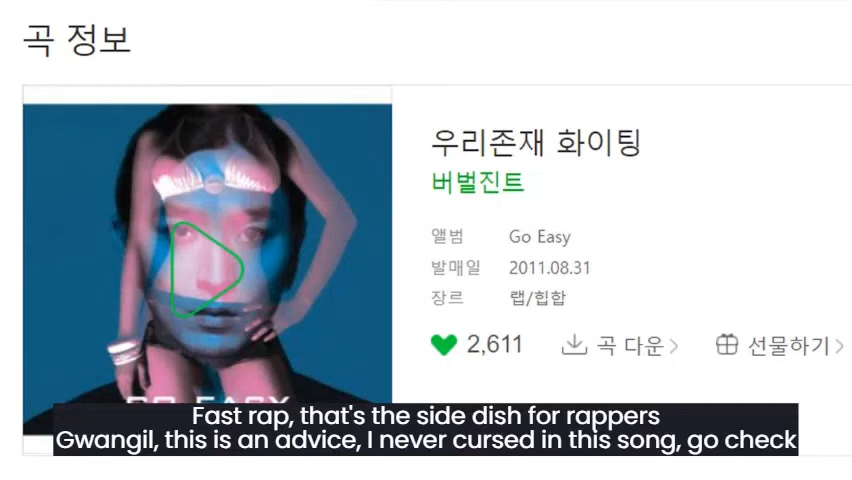 곡 정보
우리존재 화이팅
버벌진트
앨범 Go Easy
발매일 2011.08.31
장르 랩/힙합
2,611 곡 다운 선물하기
GO EASY
Fast rap, that's the side dish for rappers
Gwangil, this is an advice, I never cursed in this song, go check